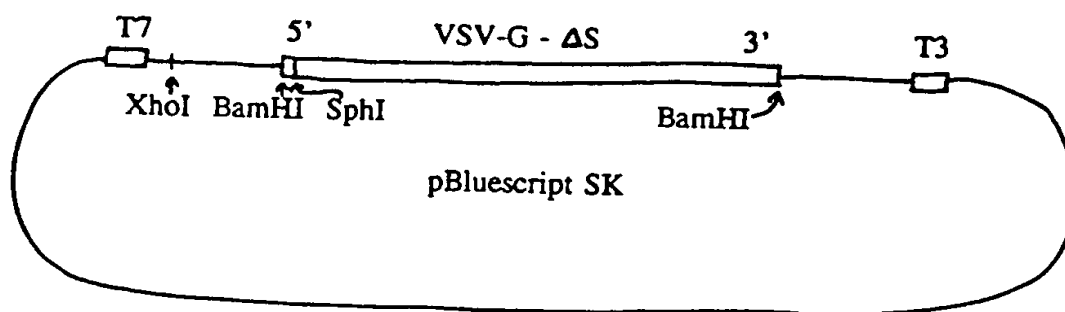 T7 5' VSV-G - ΔS 3' T3
XhoI BamHI SphI BamHI
pBluescript SK